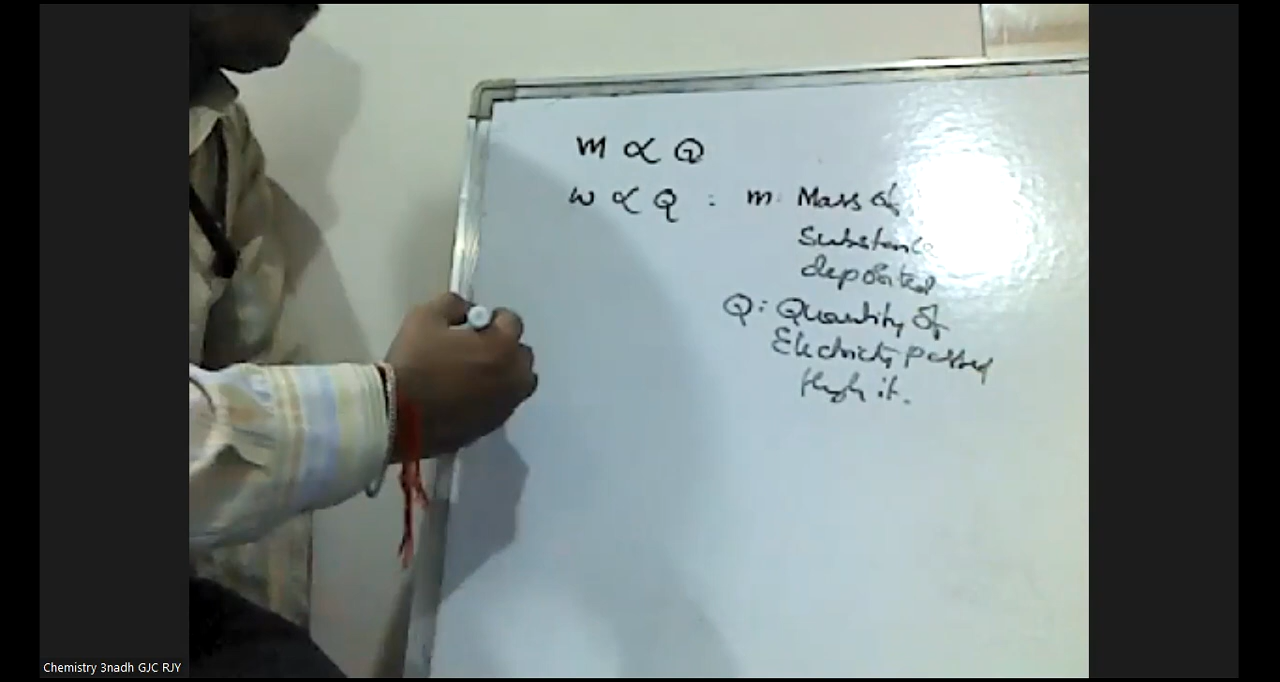 m ∝ Q
w ∝ Q : m: Mass of
Substance
deposited
Q: Quantity of
Electricity passed
through it.
Chemistry 3nadh GJC RJY